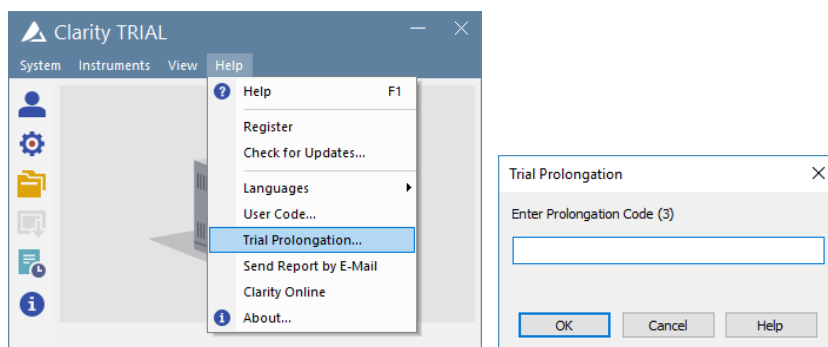 Clarity TRIAL
System Instruments View Help
Help F1
Register
Check for Updates...
Languages
User Code...
Trial Prolongation...
Send Report by E-Mail
Clarity Online
About...
Trial Prolongation
Enter Prolongation Code (3)
OK Cancel Help